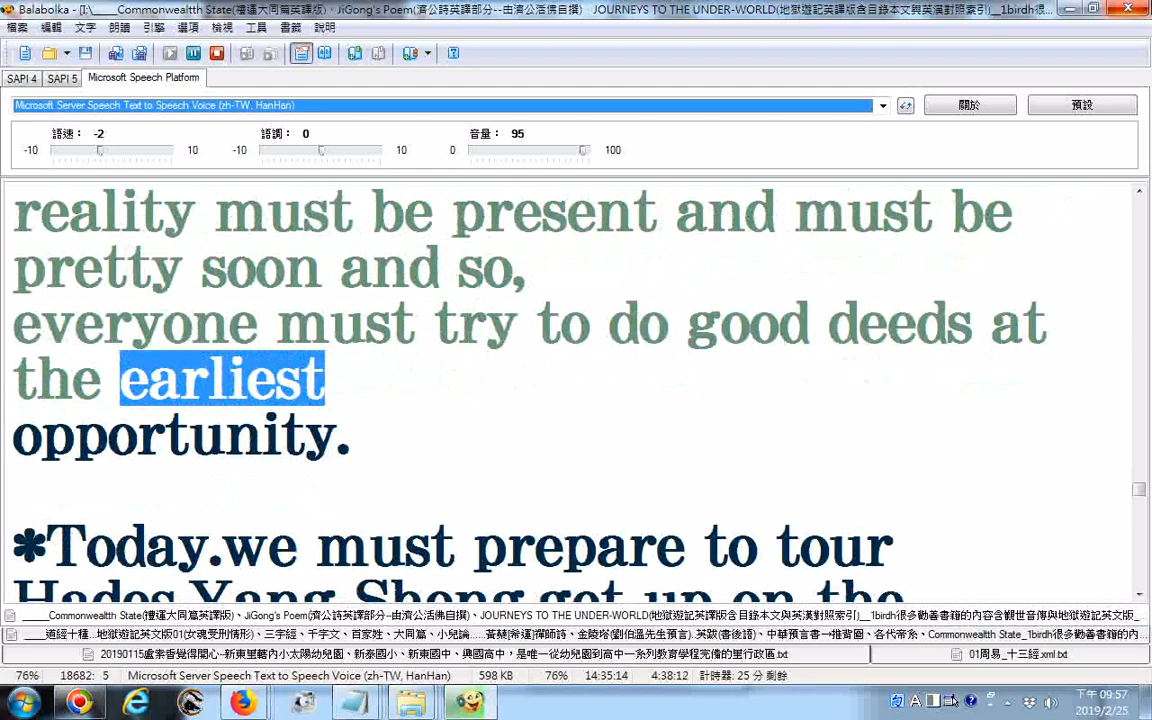 Balabolka - [I:\_____Commonwealtth State(禮運大同篇英譯版)、JiGong's Poem(濟公詩英譯部分--由濟公活佛自撰) JOURNEYS TO THE UNDER-WORLD(地獄遊記英譯版含目錄本文與英漢對照索引)__1birdh很...
檔案 編輯 文字 朗讀 引擎 選項 檢視 工具 書籤 說明
SAPI 4 SAPI 5 Microsoft Speech Platform
Microsoft Server Speech Text to Speech Voice (zh-TW, HanHan) 關於 預設
語速: -2 語調: 0 音量: 95
-10 10 -10 10 0 100
reality must be present and must be
pretty soon and so,
everyone must try to do good deeds at
the earliest
opportunity.
*Today.we must prepare to tour
Hades Yang Sheng got up on the
_____Commonwealtth State(禮運大同篇英譯版)、JiGong's Poem(濟公詩英譯部分--由濟公活佛自撰)、JOURNEYS TO THE UNDER-WORLD(地獄遊記英譯版含目錄本文與英漢對照索引)__1birdh很多勸善書籍的內容含觀世音傳與地獄遊記英文版...
____道經十種...地獄遊記英文版01(女魂受刑情形)、三字經、千字文、百家姓、大同篇、小兒論......黃櫱[希運]禪師詩、金陵塔(劉伯溫先生預言).英跋(書後語)、中華預言書---推背圖、各代帝系、Commonwealtth State_1birdh很多勸善書籍的內...
20190115盧素香覺得開心--新東里轄內小太陽幼兒園、新泰國小、新東國中、興國高中，是唯一從幼兒園到高中一系列教育學程完備的里行政區.txt 01周易_十三經.xml.txt
76% 18682: 5 Microsoft Server Speech Text to Speech Voice (zh-TW, HanHan) 598 KB 76% 14:35:14 4:38:12 計時器: 25 分鐘
下午 09:57
2019/2/25